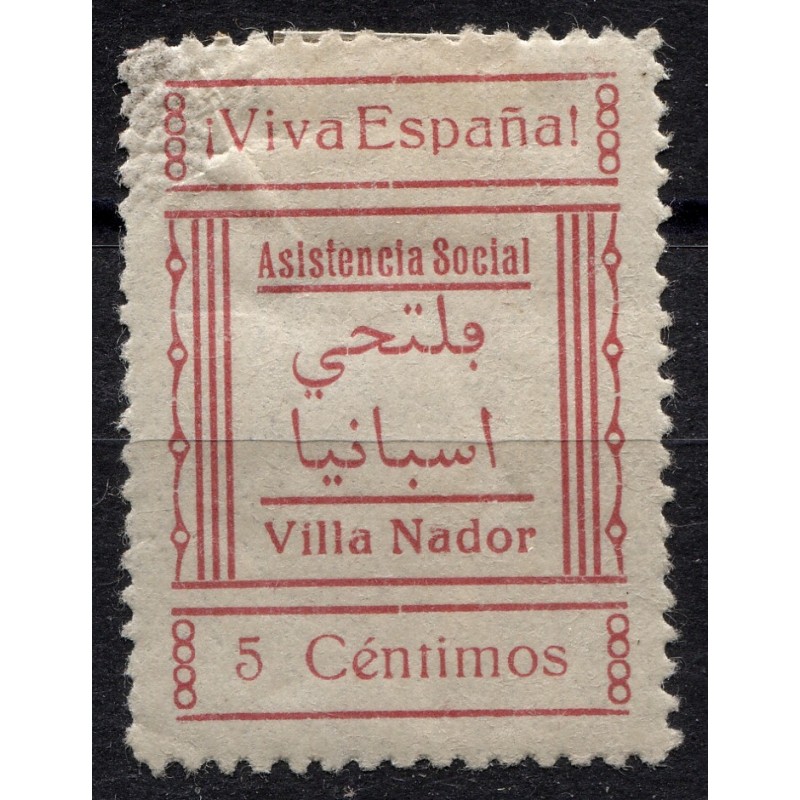 ¡Viva España!
Asistencia Social
فلتحي
اسبانيا
Villa Nador
5 Céntimos